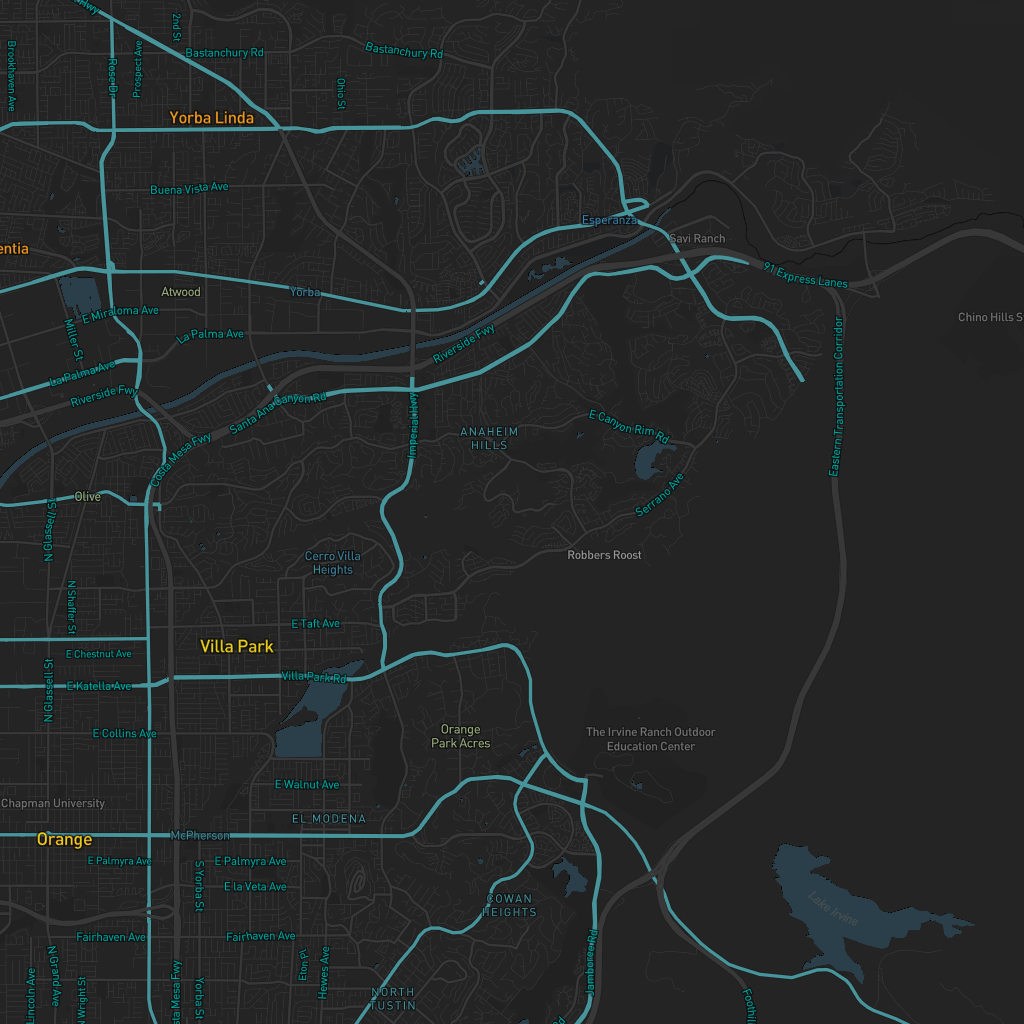 Hwy
2nd St
Bastanchury Rd
Bastanchury Rd
Brookhaven Ave
Rose Dr
Prospect Ave
Ohio St
Yorba Linda
Buena Vista Ave
Esperanza
Savi Ranch
entia
91 Express Lanes
Atwood
Yorba
E Miraloma Ave
Chino Hills St
Miller St
La Palma Ave
Riverside Fwy
La Palma Ave
Riverside Fwy
Santa Ana Canyon Rd
Imperial Hwy
Eastern Transportation Corridor
E Canyon Rim Rd
ANAHEIM
HILLS
Costa Mesa Fwy
Serrano Ave
Olive
N Glassell St
Robbers Roost
Cerro Villa
Heights
N Shaffer St
E Taft Ave
Villa Park
E Chestnut Ave
Villa Park Rd
E Katella Ave
N Glassell St
E Collins Ave
Orange
Park Acres
The Irvine Ranch Outdoor
Education Center
E Walnut Ave
Chapman University
EL MODENA
McPherson
Orange
E Palmyra Ave
E Palmyra Ave
S Yorba St
E la Veta Ave
COWAN
HEIGHTS
Lake Irvine
Fairhaven Ave
Fairhaven Ave
Jamboree Rd
N Grand Ave
Eton Pl
Hewes Ave
Lincoln Ave
N Wright St
sta Mesa Fwy
Yorba St
NORTH
TUSTIN
Rd
Foothill